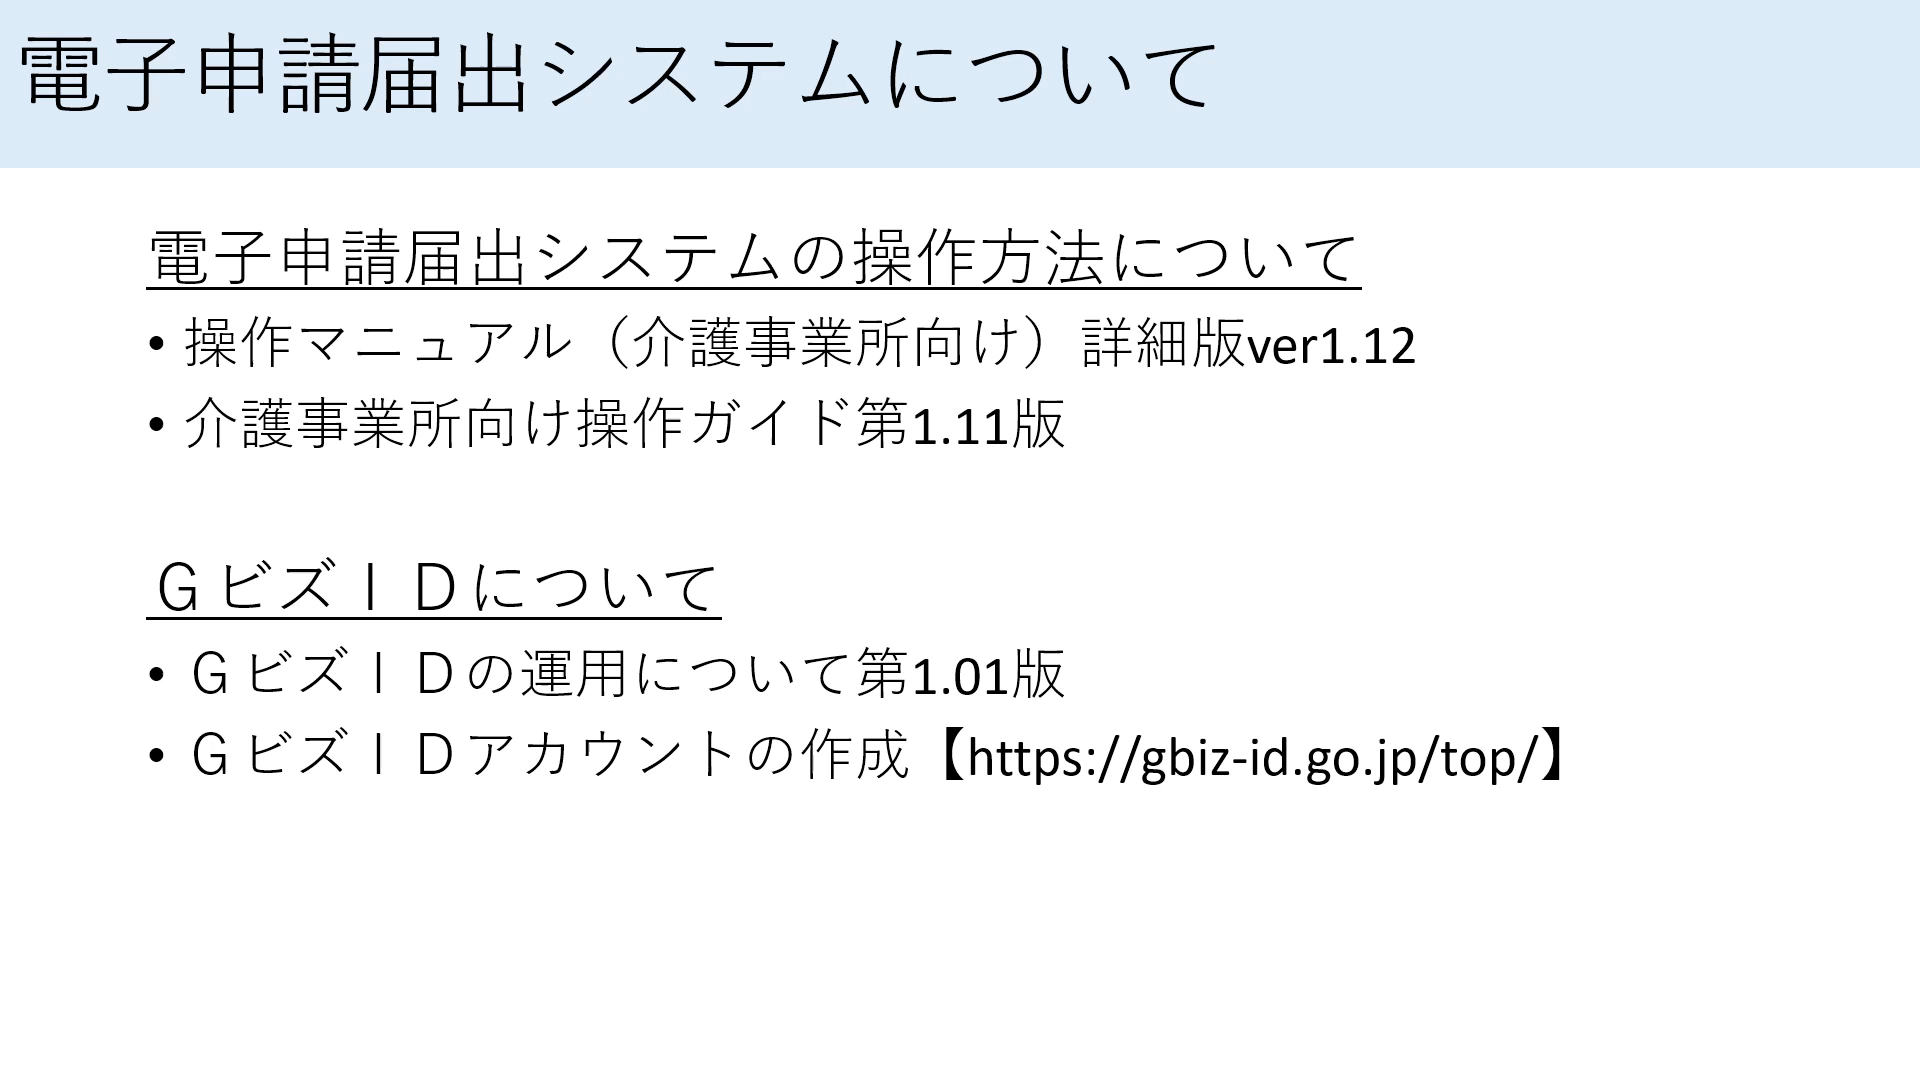 電子申請届出システムについて
電子申請届出システムの操作方法について
• 操作マニュアル（介護事業所向け）詳細版ver1.12
• 介護事業所向け操作ガイド第1.11版
ＧビズＩＤについて
• ＧビズＩＤの運用について第1.01版
• ＧビズＩＤアカウントの作成【https://gbiz-id.go.jp/top/】